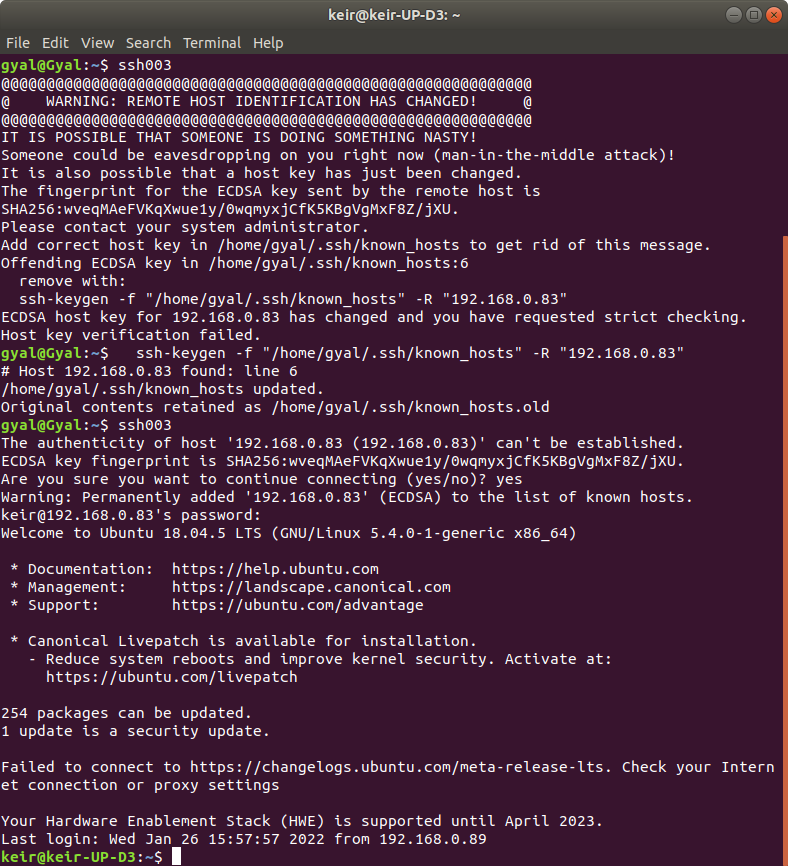 keir@keir-UP-D3: ~
File Edit View Search Terminal Help
gyal@Gyal:~$ ssh003
@@@@@@@@@@@@@@@@@@@@@@@@@@@@@@@@@@@@@@@@@@@@@@@@@@@@@@@@@@@
@    WARNING: REMOTE HOST IDENTIFICATION HAS CHANGED!     @
@@@@@@@@@@@@@@@@@@@@@@@@@@@@@@@@@@@@@@@@@@@@@@@@@@@@@@@@@@@
IT IS POSSIBLE THAT SOMEONE IS DOING SOMETHING NASTY!
Someone could be eavesdropping on you right now (man-in-the-middle attack)!
It is also possible that a host key has just been changed.
The fingerprint for the ECDSA key sent by the remote host is
SHA256:wveqMAeFVKqXwue1y/0wqmyxjCfK5KBgVgMxF8Z/jXU.
Please contact your system administrator.
Add correct host key in /home/gyal/.ssh/known_hosts to get rid of this message.
Offending ECDSA key in /home/gyal/.ssh/known_hosts:6
  remove with:
  ssh-keygen -f "/home/gyal/.ssh/known_hosts" -R "192.168.0.83"
ECDSA host key for 192.168.0.83 has changed and you have requested strict checking.
Host key verification failed.
gyal@Gyal:~$   ssh-keygen -f "/home/gyal/.ssh/known_hosts" -R "192.168.0.83"
# Host 192.168.0.83 found: line 6
/home/gyal/.ssh/known_hosts updated.
Original contents retained as /home/gyal/.ssh/known_hosts.old
gyal@Gyal:~$ ssh003
The authenticity of host '192.168.0.83 (192.168.0.83)' can't be established.
ECDSA key fingerprint is SHA256:wveqMAeFVKqXwue1y/0wqmyxjCfK5KBgVgMxF8Z/jXU.
Are you sure you want to continue connecting (yes/no)? yes
Warning: Permanently added '192.168.0.83' (ECDSA) to the list of known hosts.
keir@192.168.0.83's password:
Welcome to Ubuntu 18.04.5 LTS (GNU/Linux 5.4.0-1-generic x86_64)

 * Documentation:  https://help.ubuntu.com
 * Management:     https://landscape.canonical.com
 * Support:        https://ubuntu.com/advantage

 * Canonical Livepatch is available for installation.
   - Reduce system reboots and improve kernel security. Activate at:
     https://ubuntu.com/livepatch

254 packages can be updated.
1 update is a security update.

Failed to connect to https://changelogs.ubuntu.com/meta-release-lts. Check your Intern
et connection or proxy settings

Your Hardware Enablement Stack (HWE) is supported until April 2023.
Last login: Wed Jan 26 15:57:57 2022 from 192.168.0.89
keir@keir-UP-D3:~$